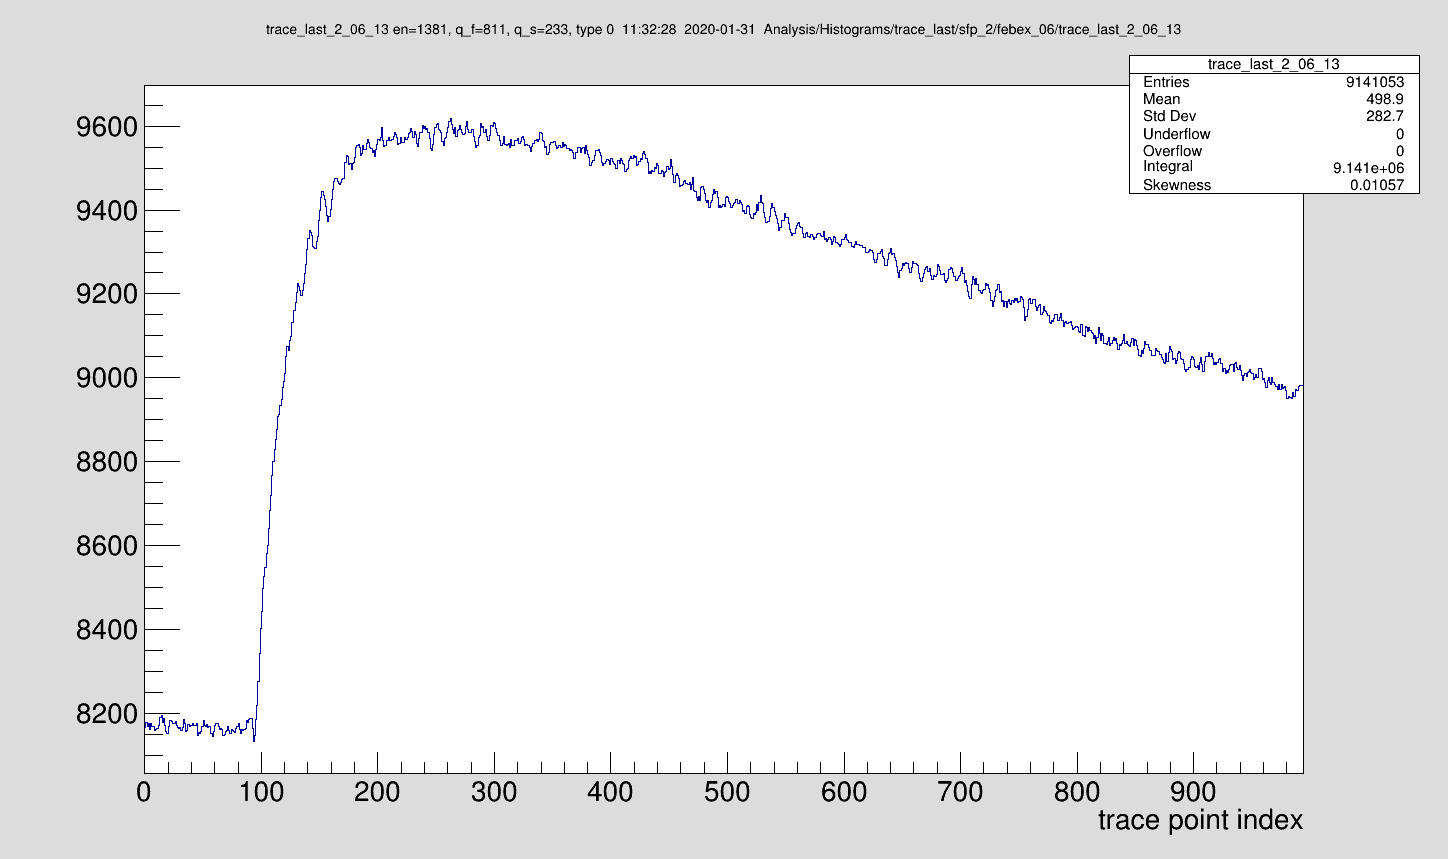 trace_last_2_06_13 en=1381, q_f=811, q_s=233, type 0  11:32:28  2020-01-31  Analysis/Histograms/trace_last/sfp_2/febex_06/trace_last_2_06_13
trace_last_2_06_13
Entries 9141053
Mean 498.9
Std Dev 282.7
Underflow 0
Overflow 0
Integral 9.141e+06
Skewness 0.01057
9600
9400
9200
9000
8800
8600
8400
8200
0 100 200 300 400 500 600 700 800 900
trace point index